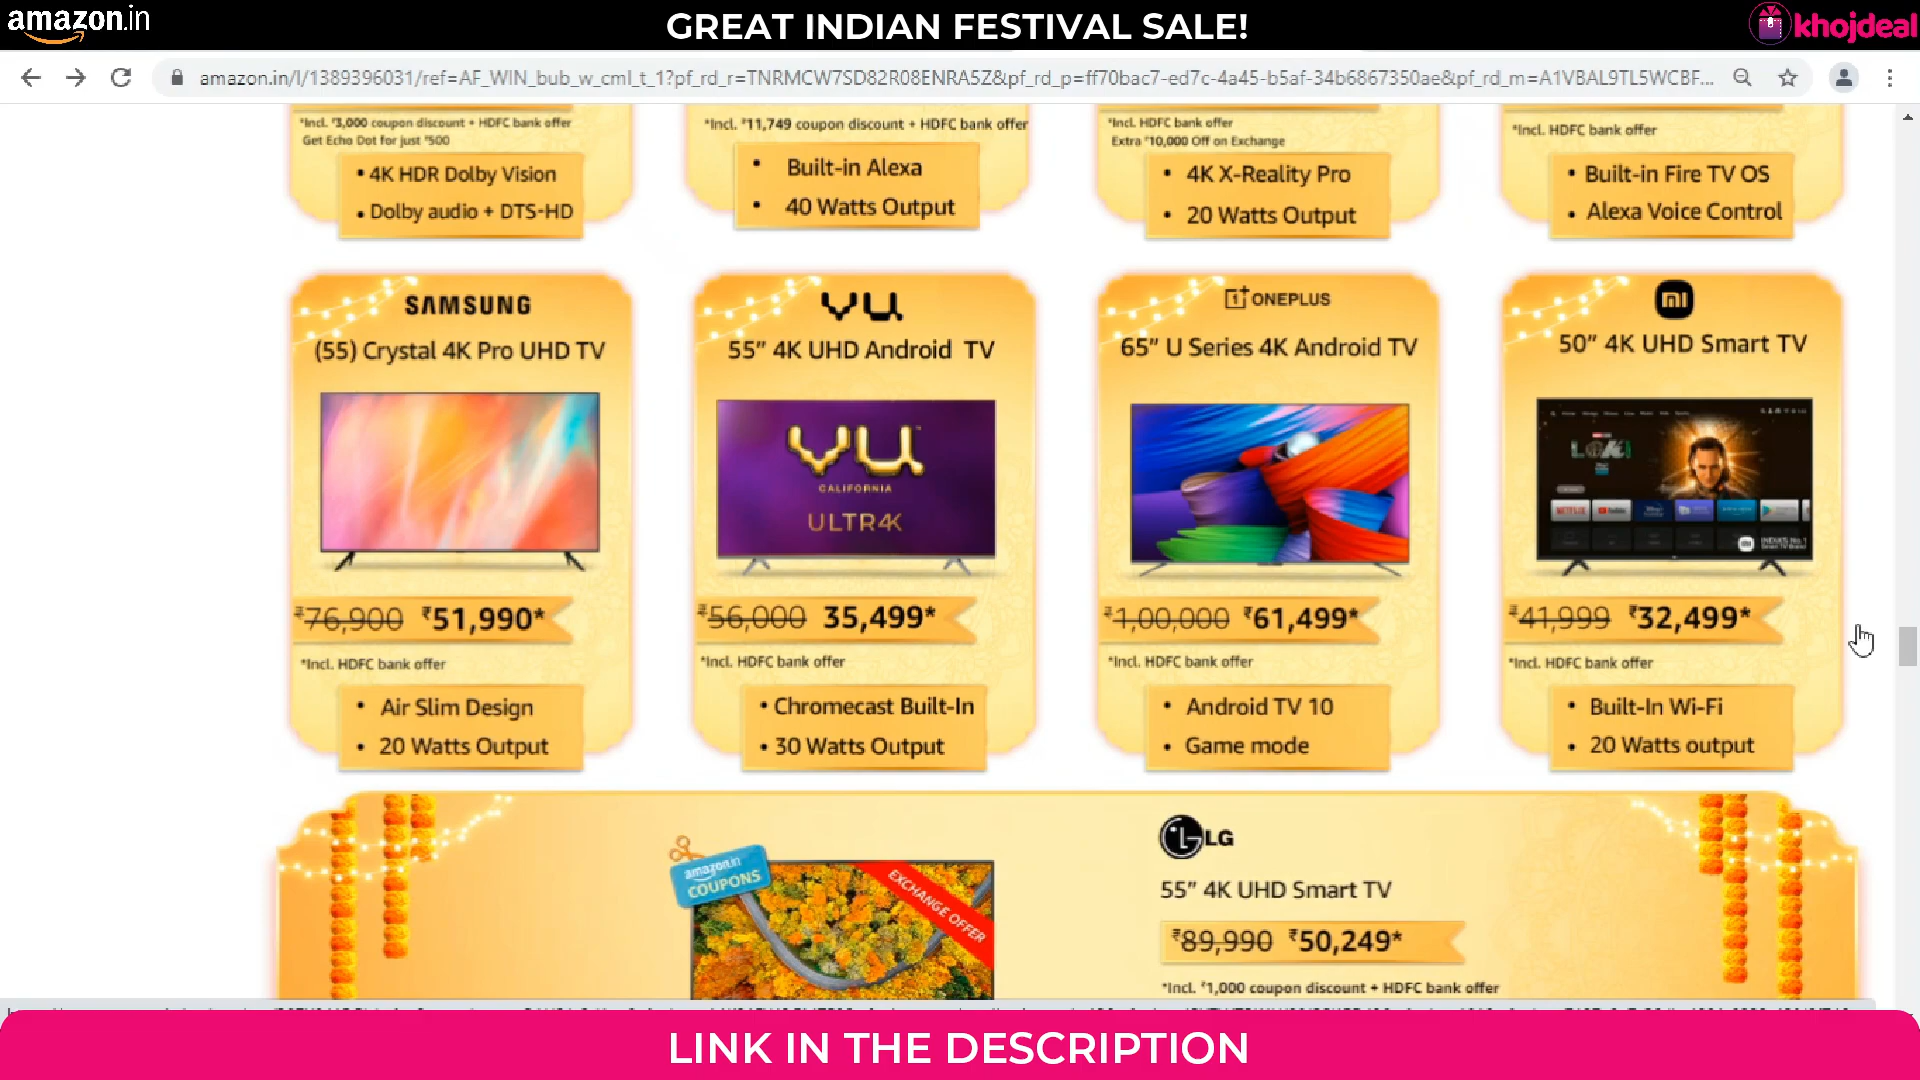 amazon.in
GREAT INDIAN FESTIVAL SALE!
khojdeal
amazon.in/l/1389396031/ref=AF_WIN_bub_w_cml_t_1?pf_rd_r=TNRMCW7SD82R08ENRA5Z&pf_rd_p=ff70bac7-ed7c-4a45-b5af-34b6867350ae&pf_rd_m=A1VBAL9TL5WCBF...
*Incl. ₹3,000 coupon discount + HDFC bank offer
Get Echo Dot for just ₹500
• 4K HDR Dolby Vision
• Dolby audio + DTS-HD
*Incl. ₹11,749 coupon discount + HDFC bank offer
• Built-in Alexa
• 40 Watts Output
*Incl. HDFC bank offer
Extra ₹10,000 Off on Exchange
• 4K X-Reality Pro
• 20 Watts Output
*Incl. HDFC bank offer
• Built-in Fire TV OS
• Alexa Voice Control
SAMSUNG
(55) Crystal 4K Pro UHD TV
₹76,900 ₹51,990*
*Incl. HDFC bank offer
• Air Slim Design
• 20 Watts Output
VU
55” 4K UHD Android TV
VU
CALIFORNIA
ULTR4K
₹56,000 35,499*
*Incl. HDFC bank offer
• Chromecast Built-In
• 30 Watts Output
1+ ONEPLUS
65” U Series 4K Android TV
₹1,00,000 ₹61,499*
*Incl. HDFC bank offer
• Android TV 10
• Game mode
mi
50” 4K UHD Smart TV
LOKI
NETFLIX
YouTube
₹41,999 ₹32,499*
*Incl. HDFC bank offer
• Built-In Wi-Fi
• 20 Watts output
amazon.in
COUPONS
EXCHANGE OFFER
LG
55” 4K UHD Smart TV
₹89,990 ₹50,249*
*Incl. ₹1,000 coupon discount + HDFC bank offer
LINK IN THE DESCRIPTION